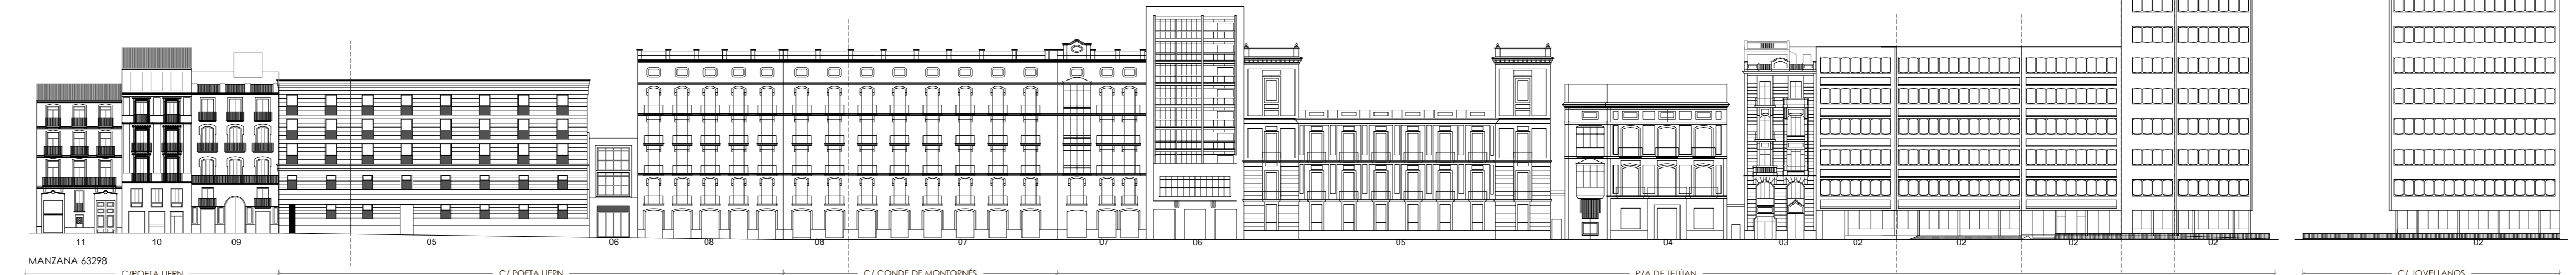 11 10 09 05 06 08 08 07 07 06 05 04 03 02 02 02 02 02
MANZANA 63298
C/POETA LIERN C/ POETA LIERN C/ CONDE DE MONTORNÉS PZA DE TETÚAN C/ JOVELLANOS